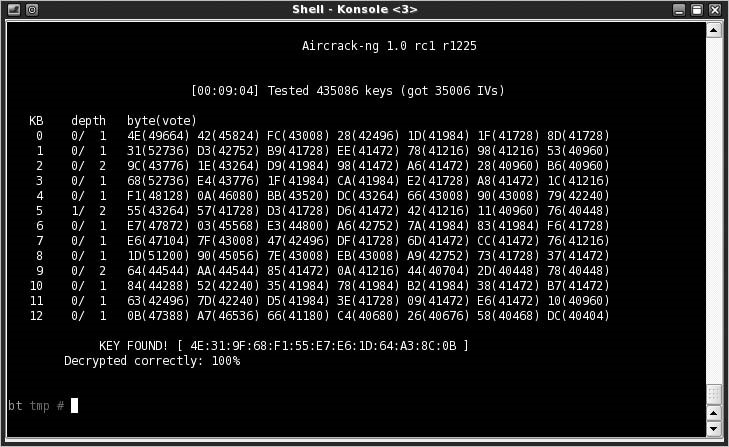 Shell - Konsole <3>
Aircrack-ng 1.0 rc1 r1225
[00:09:04] Tested 435086 keys (got 35006 IVs)
KB depth byte(vote)
0 0/ 1 4E(49664) 42(45824) FC(43008) 28(42496) 1D(41984) 1F(41728) 8D(41728)
1 0/ 1 31(52736) D3(42752) B9(41728) EE(41472) 78(41216) 98(41216) 53(40960)
2 0/ 2 9C(43776) 1E(43264) D9(41984) 98(41472) A6(41472) 28(40960) B6(40960)
3 0/ 1 68(52736) E4(43776) 1F(41984) CA(41984) E2(41728) A8(41472) 1C(41216)
4 0/ 1 F1(48128) 0A(46080) BB(43520) DC(43264) 66(43008) 90(43008) 79(42240)
5 1/ 2 55(43264) 57(41728) D3(41728) D6(41472) 42(41216) 11(40960) 76(40448)
6 0/ 1 E7(47872) 03(45568) E3(44800) A6(42752) 7A(41984) 83(41984) F6(41728)
7 0/ 1 E6(47104) 7F(43008) 47(42496) DF(41728) 6D(41472) CC(41472) 76(41216)
8 0/ 1 1D(51200) 90(45056) 7E(43008) EB(43008) A9(42752) 73(41728) 37(41472)
9 0/ 2 64(44544) AA(44544) 85(41472) 0A(41216) 44(40704) 2D(40448) 78(40448)
10 0/ 1 84(44288) 52(42240) 35(41984) 78(41984) B2(41984) 38(41472) B7(41472)
11 0/ 1 63(42496) 7D(42240) D5(41984) 3E(41728) 09(41472) E6(41472) 10(40960)
12 0/ 1 0B(47388) A7(46536) 66(41180) C4(40680) 26(40676) 58(40468) DC(40404)
KEY FOUND! [ 4E:31:9F:68:F1:55:E7:E6:1D:64:A3:8C:0B ]
Decrypted correctly: 100%
bt tmp #